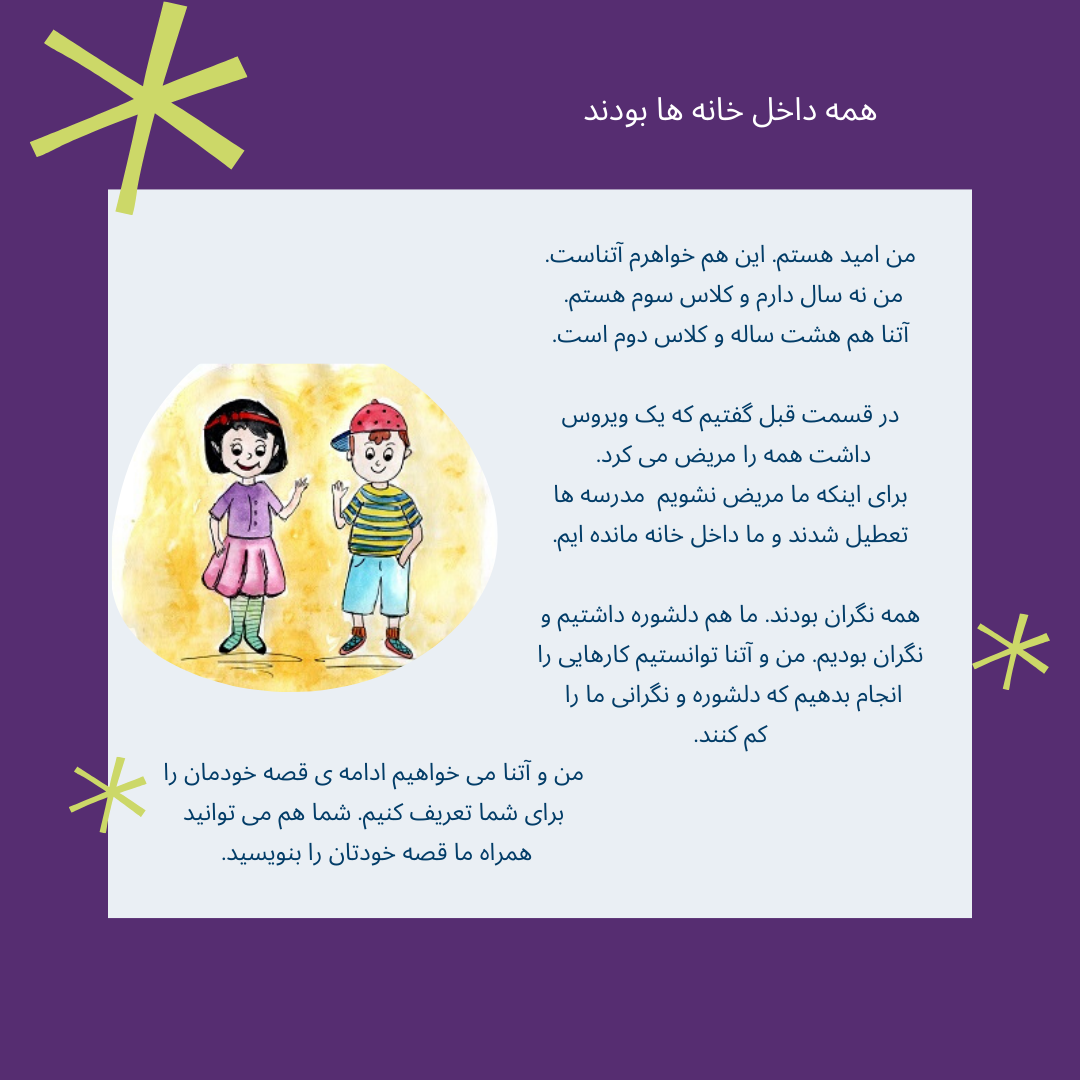 همه داخل خانه ها بودند
من امید هستم. این هم خواهرم آتناست.
من نه سال دارم و کلاس سوم هستم.
آتنا هم هشت ساله و کلاس دوم است.
در قسمت قبل گفتیم که یک ویروس
داشت همه را مریض می کرد.
برای اینکه ما مریض نشویم مدرسه ها
تعطیل شدند و ما داخل خانه مانده ایم.
همه نگران بودند. ما هم دلشوره داشتیم و
نگران بودیم. من و آتنا توانستیم کارهایی را
انجام بدهیم که دلشوره و نگرانی ما را
کم کنند.
من و آتنا می خواهیم ادامه ی قصه خودمان را
برای شما تعریف کنیم. شما هم می توانید
همراه ما قصه خودتان را بنویسید.